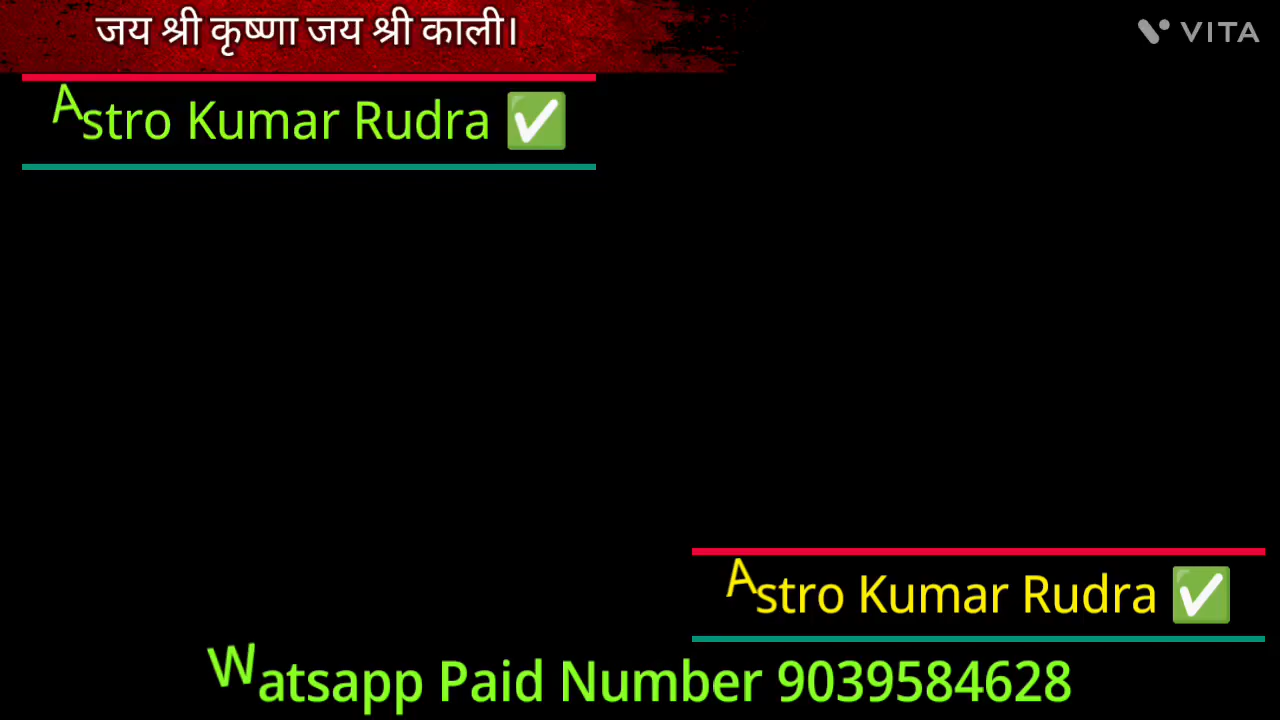 जय श्री कृष्णा जय श्री काली।
VITA
Astro Kumar Rudra ✅
Astro Kumar Rudra ✅
Watsapp Paid Number 9039584628